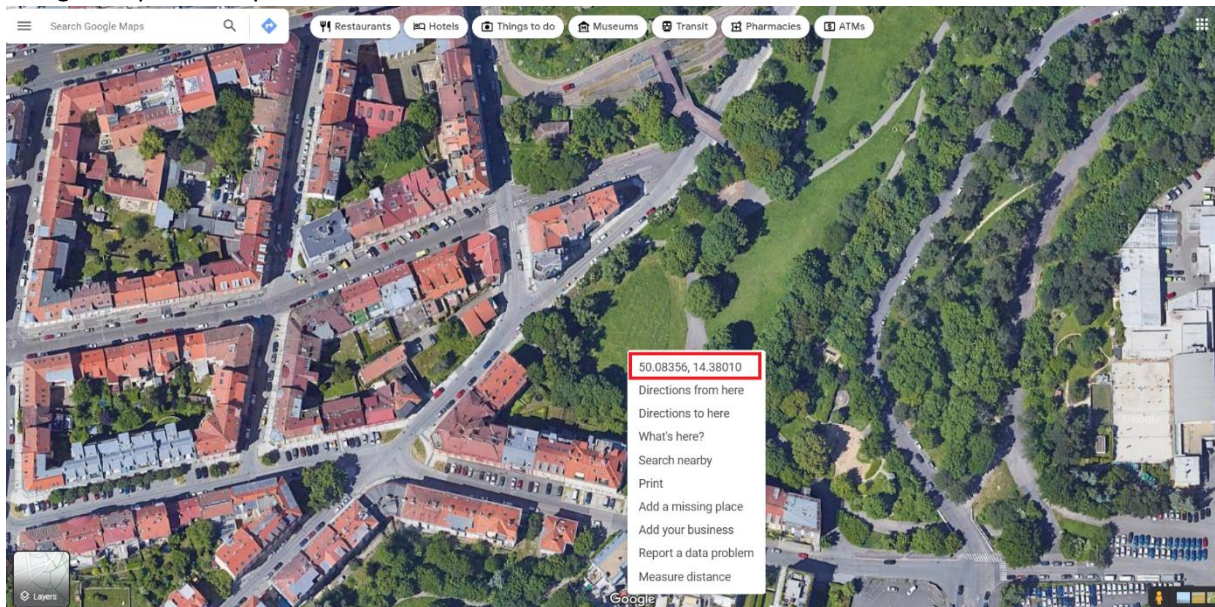 Search Google Maps
Restaurants
Hotels
Things to do
Museums
Transit
Pharmacies
ATMs
50.08356, 14.38010
Directions from here
Directions to here
What's here?
Search nearby
Print
Add a missing place
Add your business
Report a data problem
Measure distance
Layers
Google